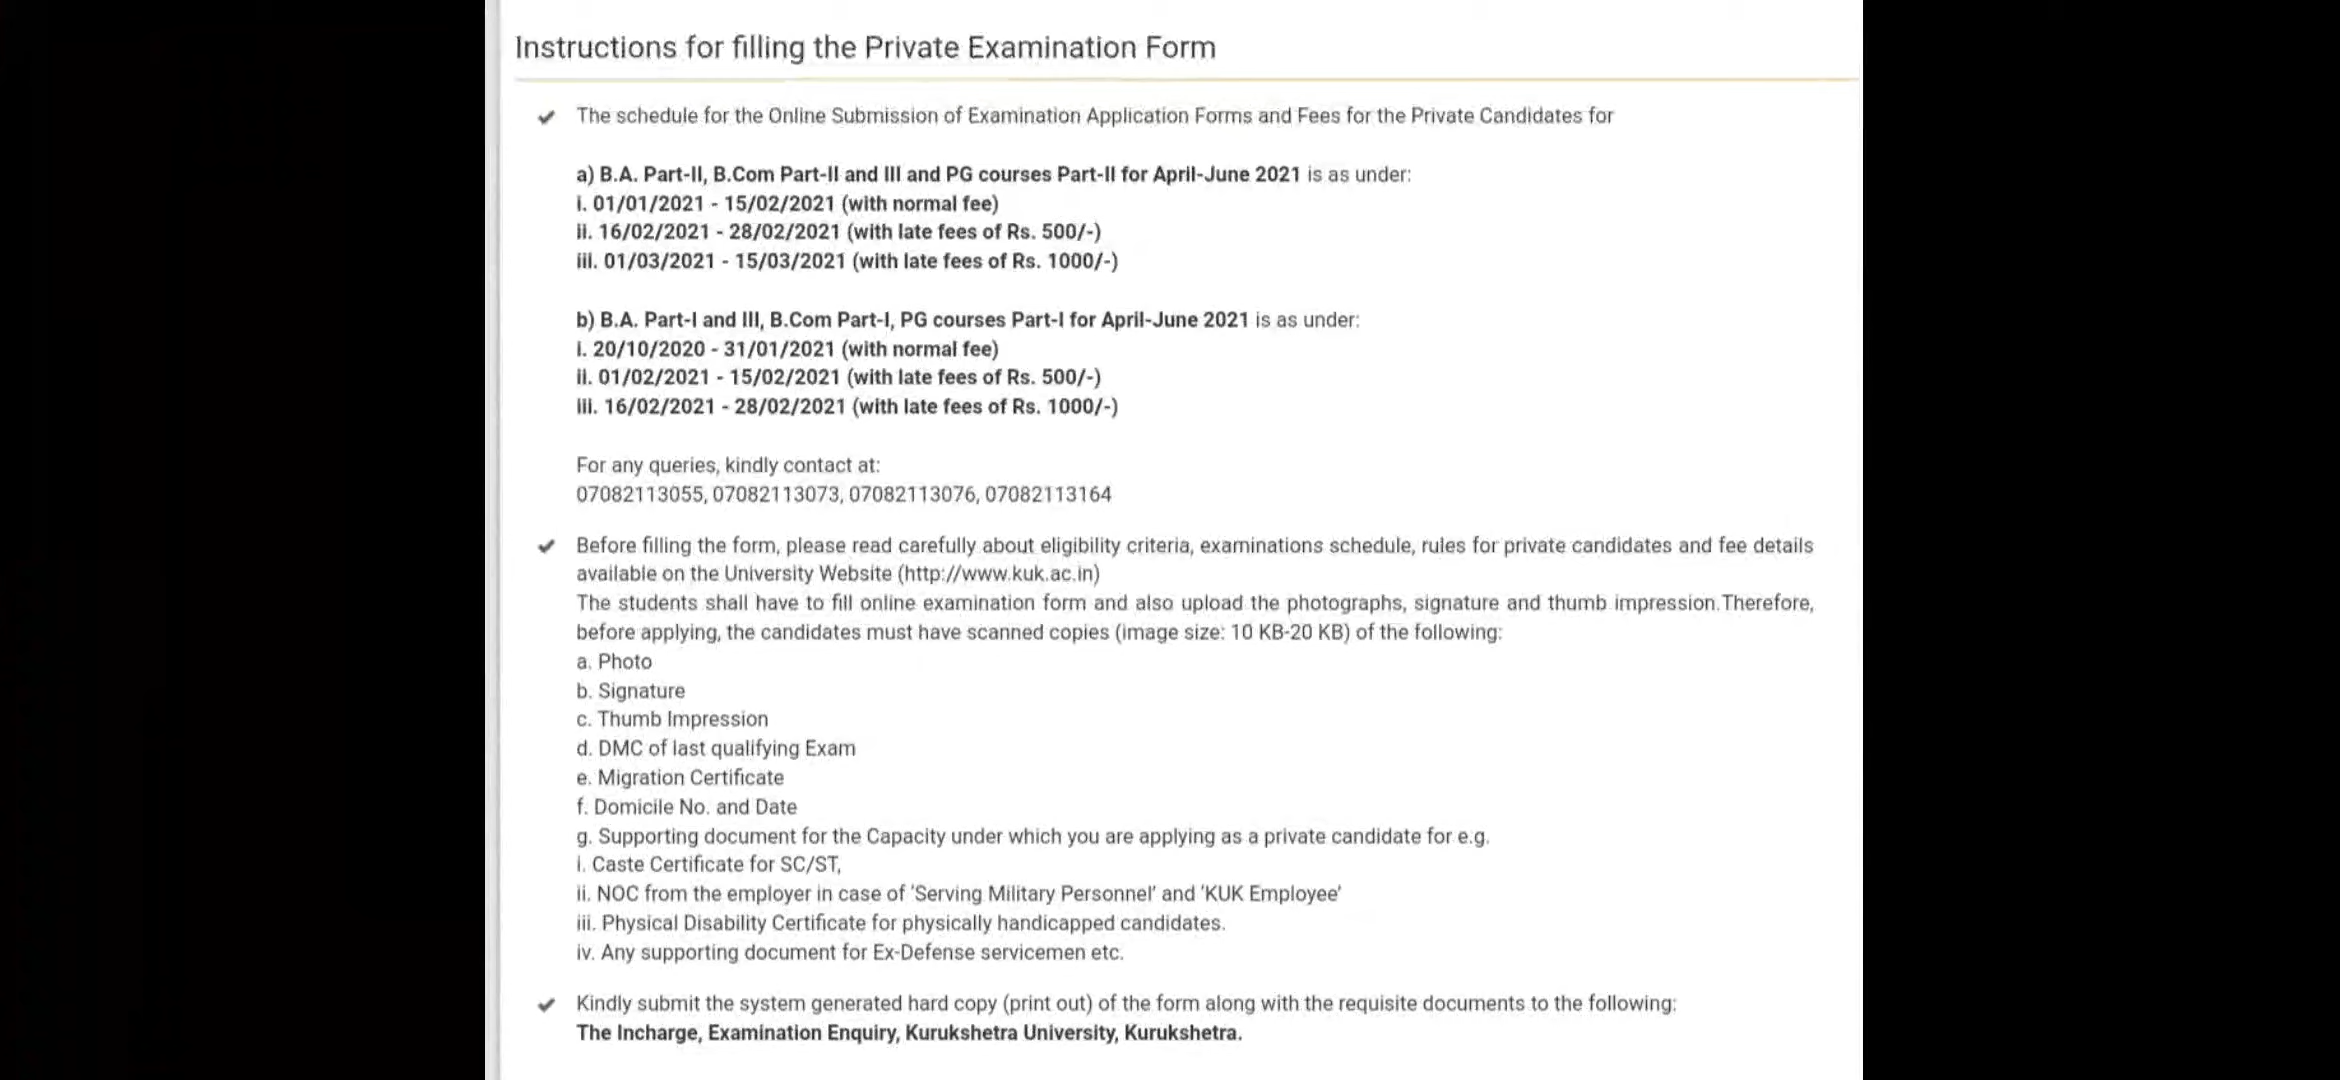 Instructions for filling the Private Examination Form
✔ The schedule for the Online Submission of Examination Application Forms and Fees for the Private Candidates for
a) B.A. Part-II, B.Com Part-II and III and PG courses Part-II for April-June 2021 is as under:
i. 01/01/2021 - 15/02/2021 (with normal fee)
ii. 16/02/2021 - 28/02/2021 (with late fees of Rs. 500/-)
iii. 01/03/2021 - 15/03/2021 (with late fees of Rs. 1000/-)
b) B.A. Part-I and III, B.Com Part-I, PG courses Part-I for April-June 2021 is as under:
i. 20/10/2020 - 31/01/2021 (with normal fee)
ii. 01/02/2021 - 15/02/2021 (with late fees of Rs. 500/-)
iii. 16/02/2021 - 28/02/2021 (with late fees of Rs. 1000/-)
For any queries, kindly contact at:
07082113055, 07082113073, 07082113076, 07082113164
✔ Before filling the form, please read carefully about eligibility criteria, examinations schedule, rules for private candidates and fee details
available on the University Website (http://www.kuk.ac.in)
The students shall have to fill online examination form and also upload the photographs, signature and thumb impression.Therefore,
before applying, the candidates must have scanned copies (image size: 10 KB-20 KB) of the following:
a. Photo
b. Signature
c. Thumb Impression
d. DMC of last qualifying Exam
e. Migration Certificate
f. Domicile No. and Date
g. Supporting document for the Capacity under which you are applying as a private candidate for e.g.
i. Caste Certificate for SC/ST,
ii. NOC from the employer in case of 'Serving Military Personnel' and 'KUK Employee'
iii. Physical Disability Certificate for physically handicapped candidates.
iv. Any supporting document for Ex-Defense servicemen etc.
✔ Kindly submit the system generated hard copy (print out) of the form along with the requisite documents to the following:
The Incharge, Examination Enquiry, Kurukshetra University, Kurukshetra.